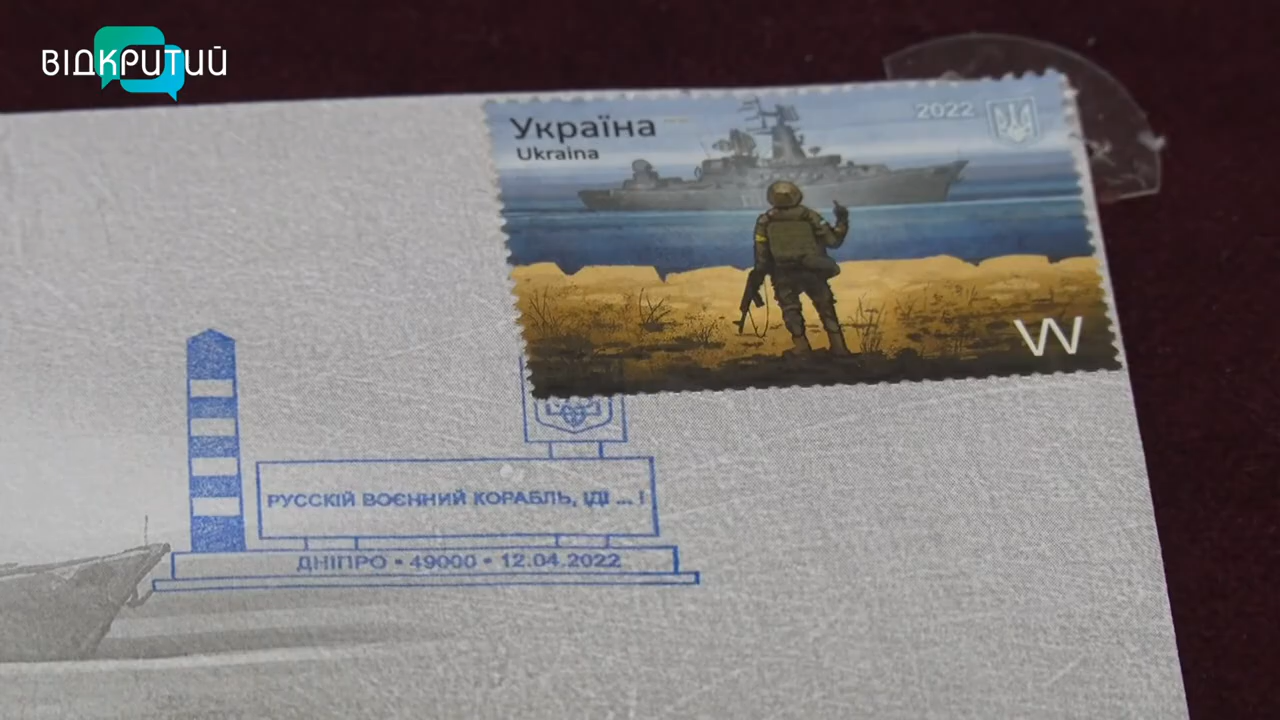 ВІДКРИТИЙ
Україна
Ukraina
2022
W
РУССКІЙ ВОЄННИЙ КОРАБЛЬ, ІДІ ... !
ДНІПРО • 49000 • 12.04.2022